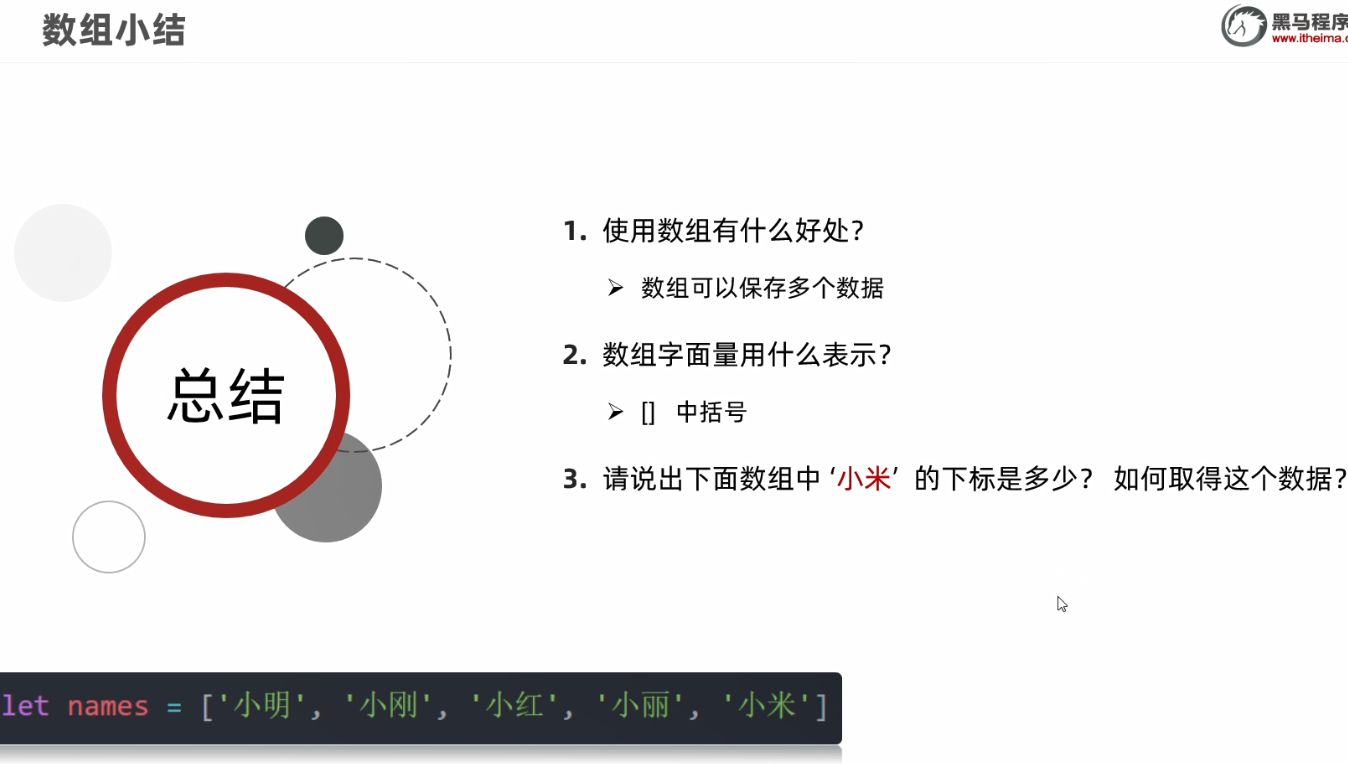 数组小结
黑马程序
www.itheima.
1. 使用数组有什么好处？
➢ 数组可以保存多个数据
2. 数组字面量用什么表示？
➢ [] 中括号
3. 请说出下面数组中 ‘小米’ 的下标是多少？ 如何取得这个数据？
总结
let names = ['小明', '小刚', '小红', '小丽', '小米']